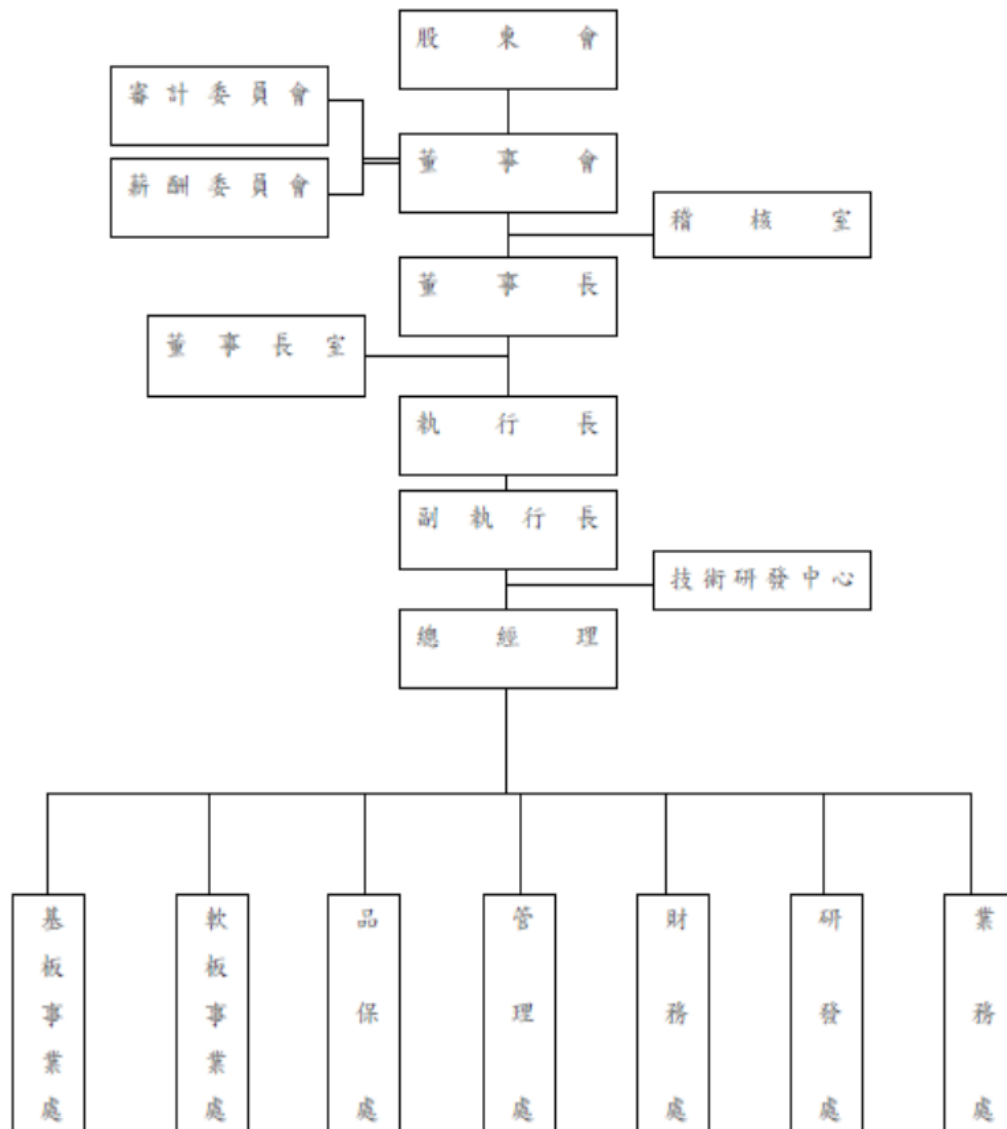 股東會
審計委員會
董事會
薪酬委員會
稽核室
董事長
董事長室
執行長
副執行長
技術研發中心
總經理
基板事業處
軟板事業處
品保處
管理處
財務處
研發處
業務處